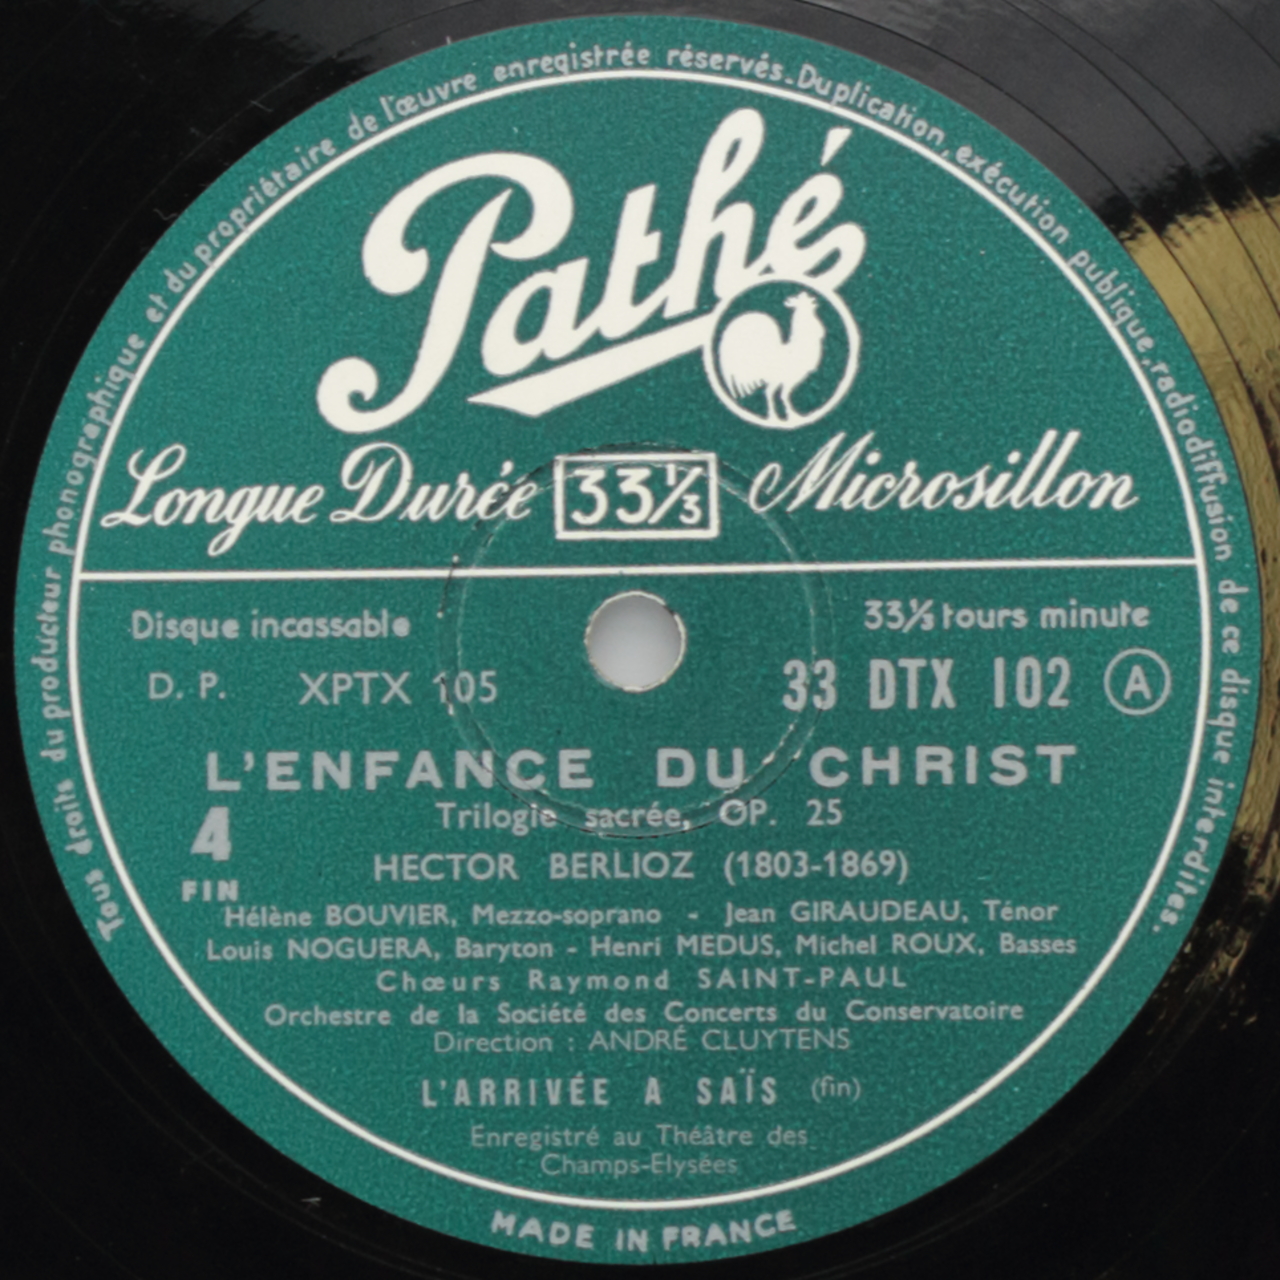 Tous droits du producteur phonographique et du propriétaire de l'œuvre enregistrée réservés. Duplication, exécution publique, radiodiffusion de ce disque interdites.
Pathé
Longue Durée 33⅓ Microsillon
Disque incassable 33⅓ tours minute
D. P. XPTX 105 33 DTX 102 A
L'ENFANCE DU CHRIST
Trilogie sacrée, OP. 25
4
HECTOR BERLIOZ (1803-1869)
FIN
Hélène BOUVIER, Mezzo-soprano - Jean GIRAUDEAU, Ténor
Louis NOGUERA, Baryton - Henri MEDUS, Michel ROUX, Basses
Chœurs Raymond SAINT-PAUL
Orchestre de la Société des Concerts du Conservatoire
Direction : ANDRÉ CLUYTENS
L'ARRIVÉE A SAÏS (fin)
Enregistré au Théâtre des
Champs-Elysées
MADE IN FRANCE